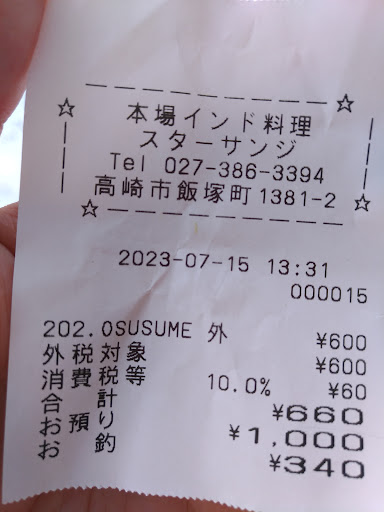 本場インド料理
スターサンジ
Tel 027-386-3394
高崎市飯塚町1381-2
2023-07-15 13:31
000015
202.OSUSUME 外 ¥600
外税対象 ¥600
消費税等 10.0% ¥60
合計 ¥660
お預り ¥1,000
お釣 ¥340